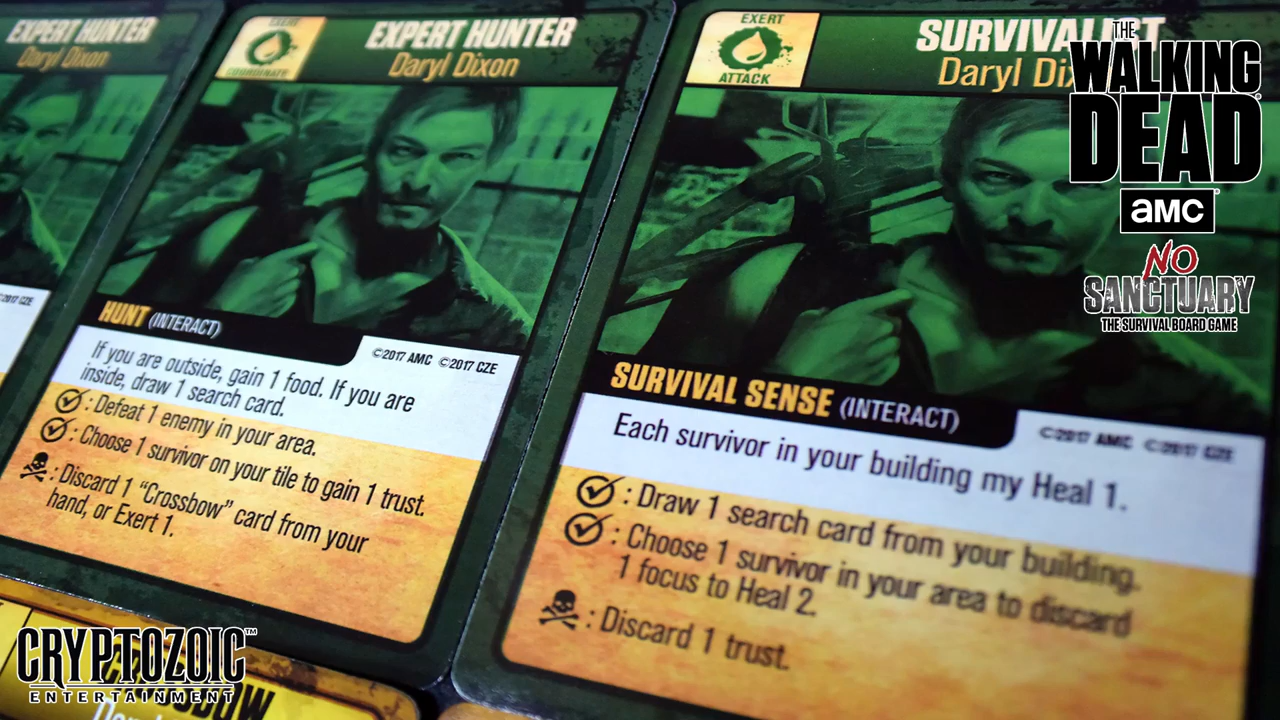 EXPERT HUNTER
Daryl Dixon
©2017 CZE
EXERT
COORDINATE
EXPERT HUNTER
Daryl Dixon
HUNT (INTERACT)
©2017 AMC ©2017 CZE
If you are outside, gain 1 food. If you are
inside, draw 1 search card.
: Defeat 1 enemy in your area.
: Choose 1 survivor on your tile to gain 1 trust.
: Discard 1 “Crossbow” card from your
hand, or Exert 1.
EXERT
ATTACK
SURVIVALIST
Daryl Dix
SURVIVAL SENSE (INTERACT)
©2017 AMC ©2017 CZE
Each survivor in your building my Heal 1.
: Draw 1 search card from your building.
: Choose 1 survivor in your area to discard
1 focus to Heal 2.
: Discard 1 trust.
THE
WALKING
DEAD
AMC
NO
SANCTUARY
THE SURVIVAL BOARD GAME
CRYPTOZOIC™
ENTERTAINMENT